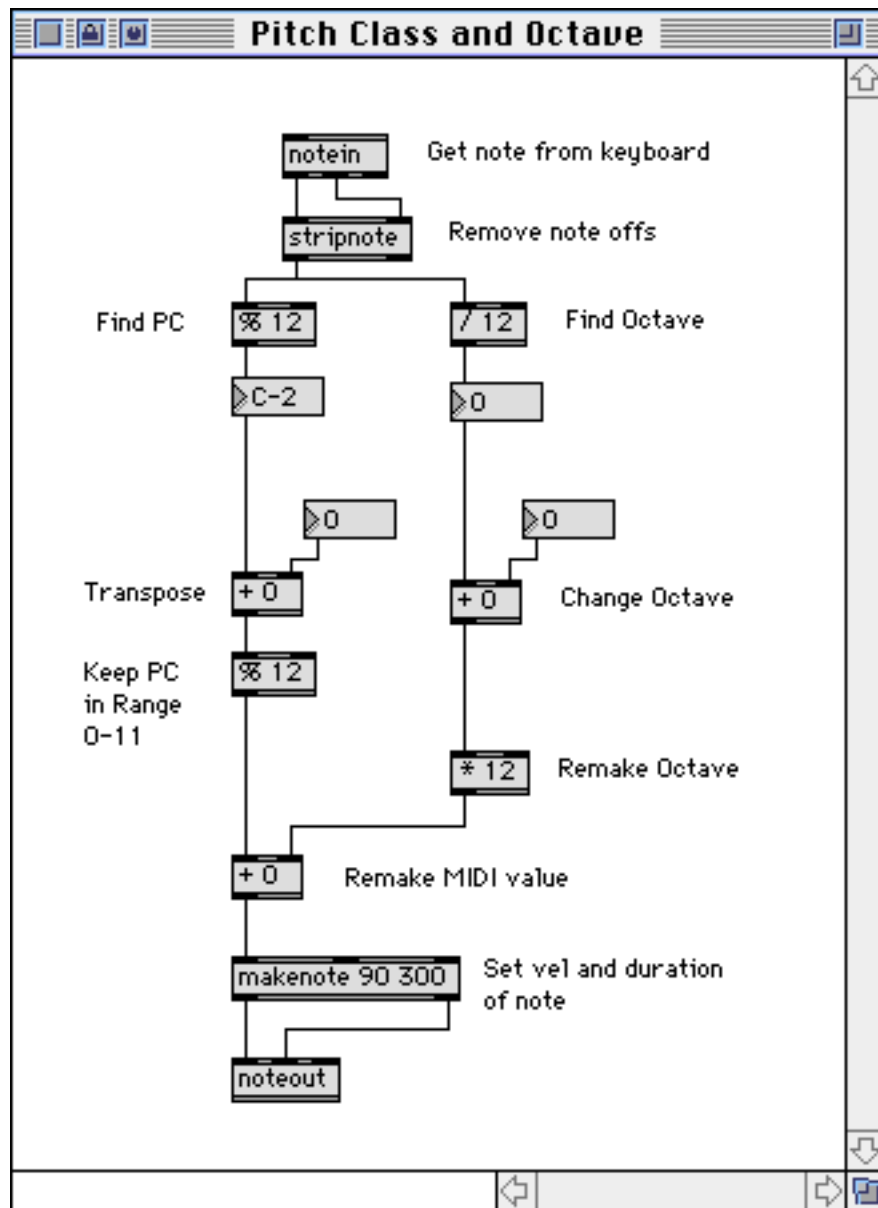 Pitch Class and Octave
notein
Get note from keyboard
stripnote
Remove note offs
Find PC
% 12
/ 12
Find Octave
C-2
0
0
0
Transpose
+ 0
+ 0
Change Octave
Keep PC
in Range
0-11
% 12
* 12
Remake Octave
+ 0
Remake MIDI value
makenote 90 300
Set vel and duration
of note
noteout